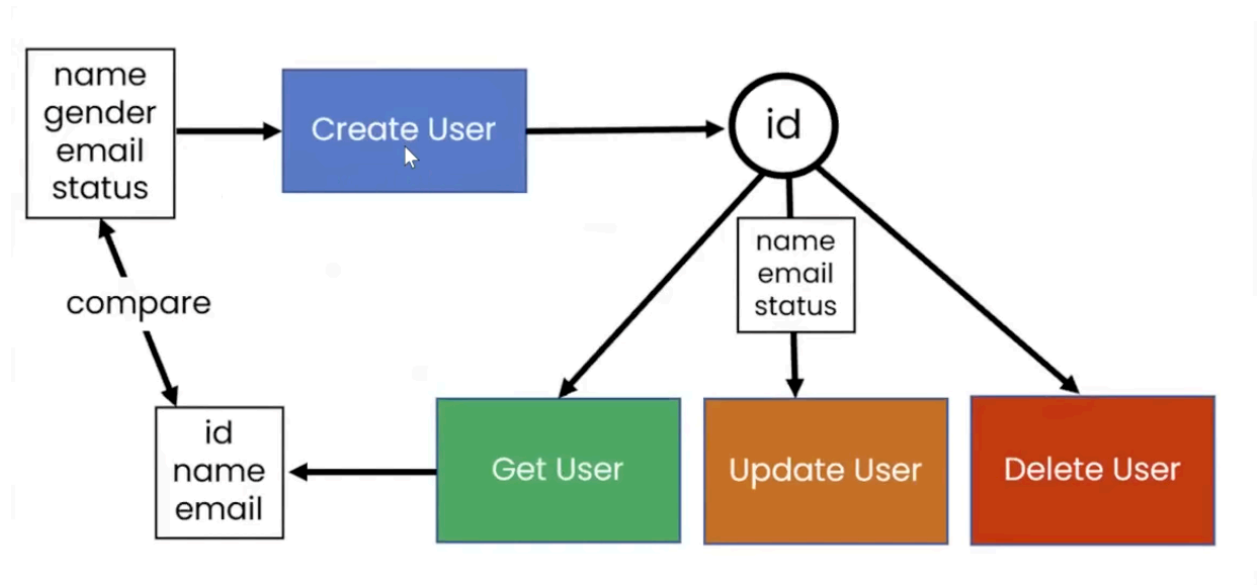 name
gender
email
status
Create User
id
name
email
status
compare
id
name
email
Get User
Update User
Delete User